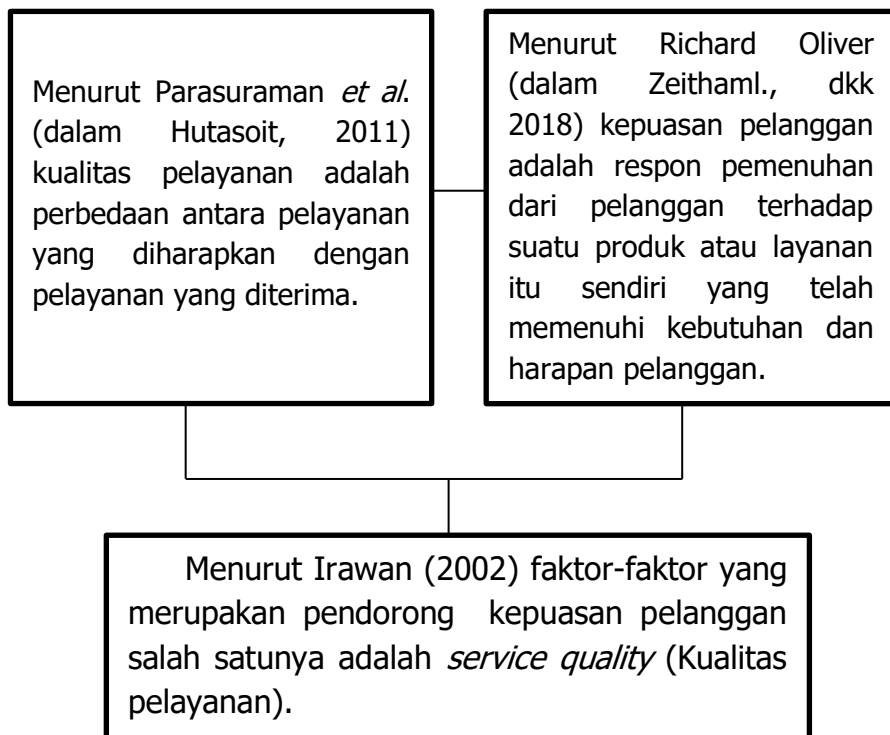 Menurut Parasuraman et al.
(dalam Hutasoit, 2011)
kualitas pelayanan adalah
perbedaan antara pelayanan
yang diharapkan dengan
pelayanan yang diterima.
Menurut Richard Oliver
(dalam Zeithaml., dkk
2018) kepuasan pelanggan
adalah respon pemenuhan
dari pelanggan terhadap
suatu produk atau layanan
itu sendiri yang telah
memenuhi kebutuhan dan
harapan pelanggan.
Menurut Irawan (2002) faktor-faktor yang
merupakan pendorong kepuasan pelanggan
salah satunya adalah service quality (Kualitas
pelayanan).